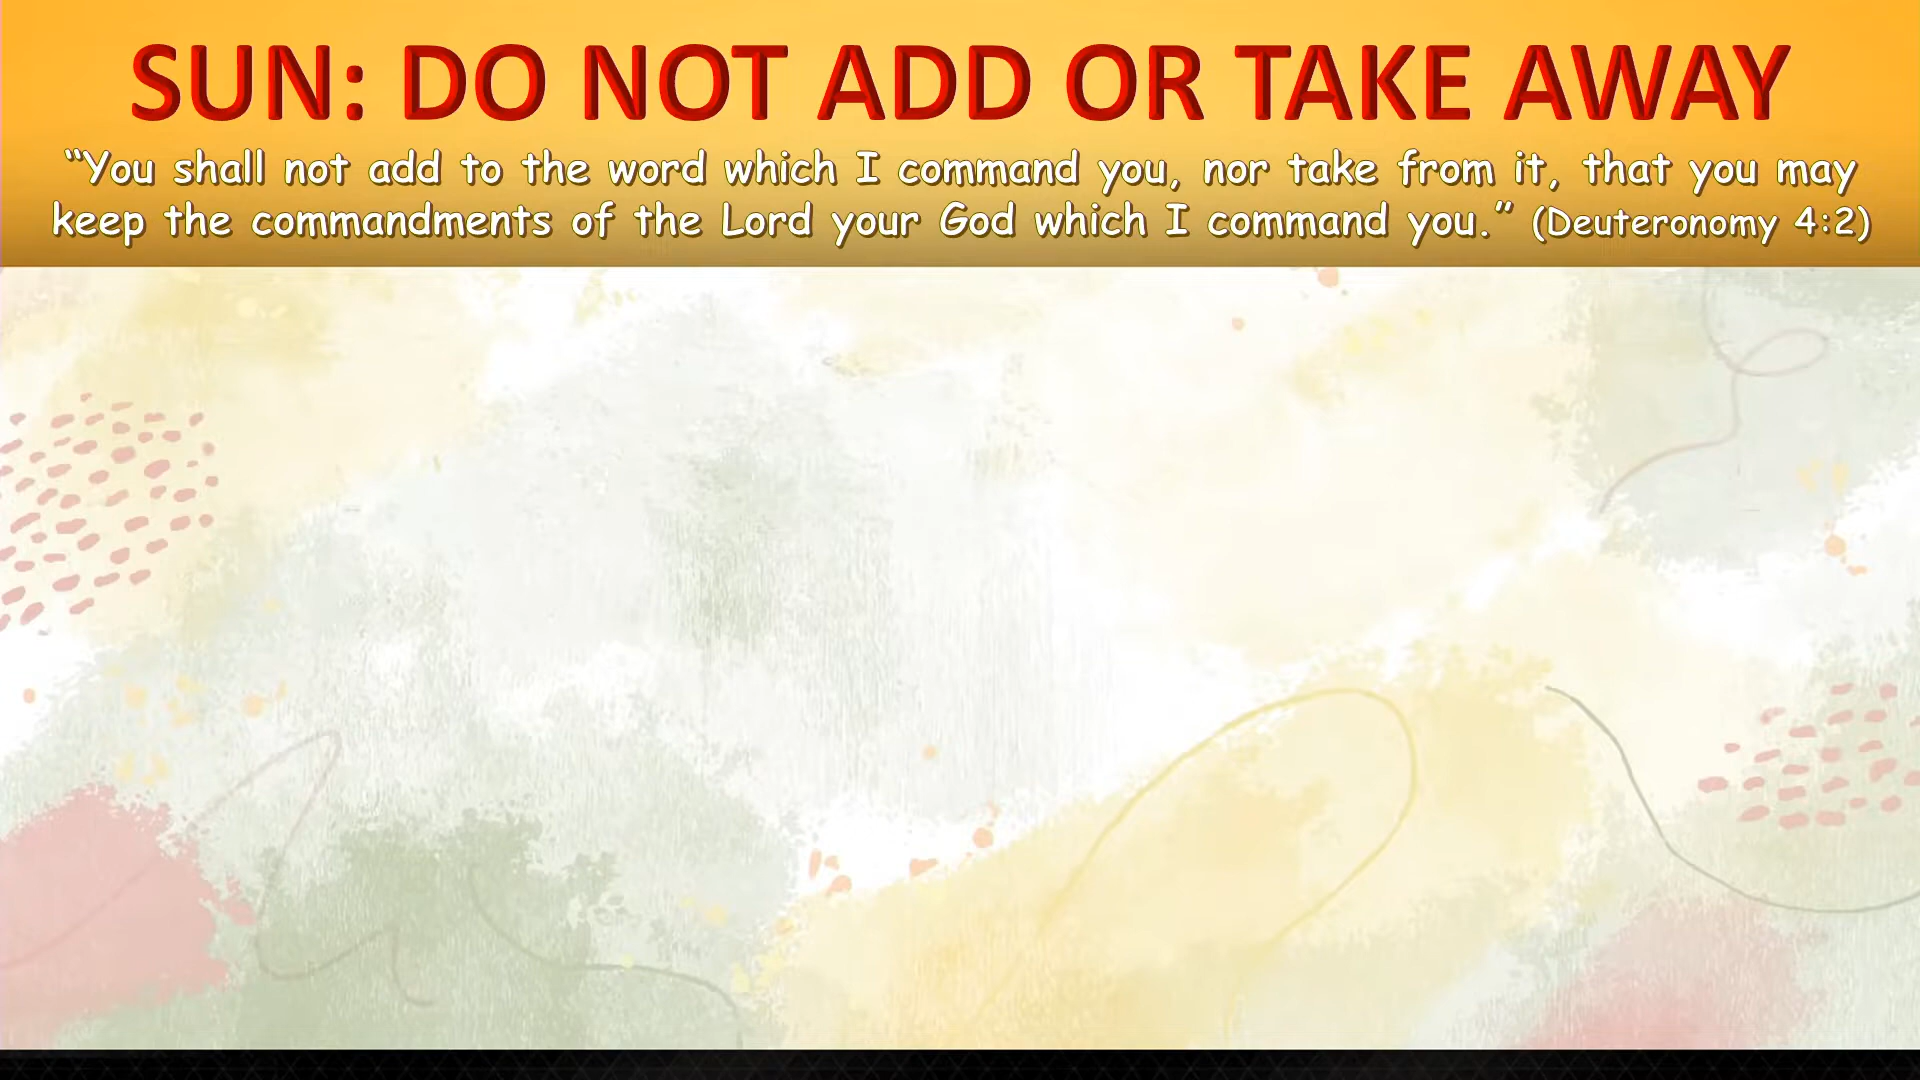 SUN: DO NOT ADD OR TAKE AWAY
“You shall not add to the word which I command you, nor take from it, that you may
keep the commandments of the Lord your God which I command you.” (Deuteronomy 4:2)